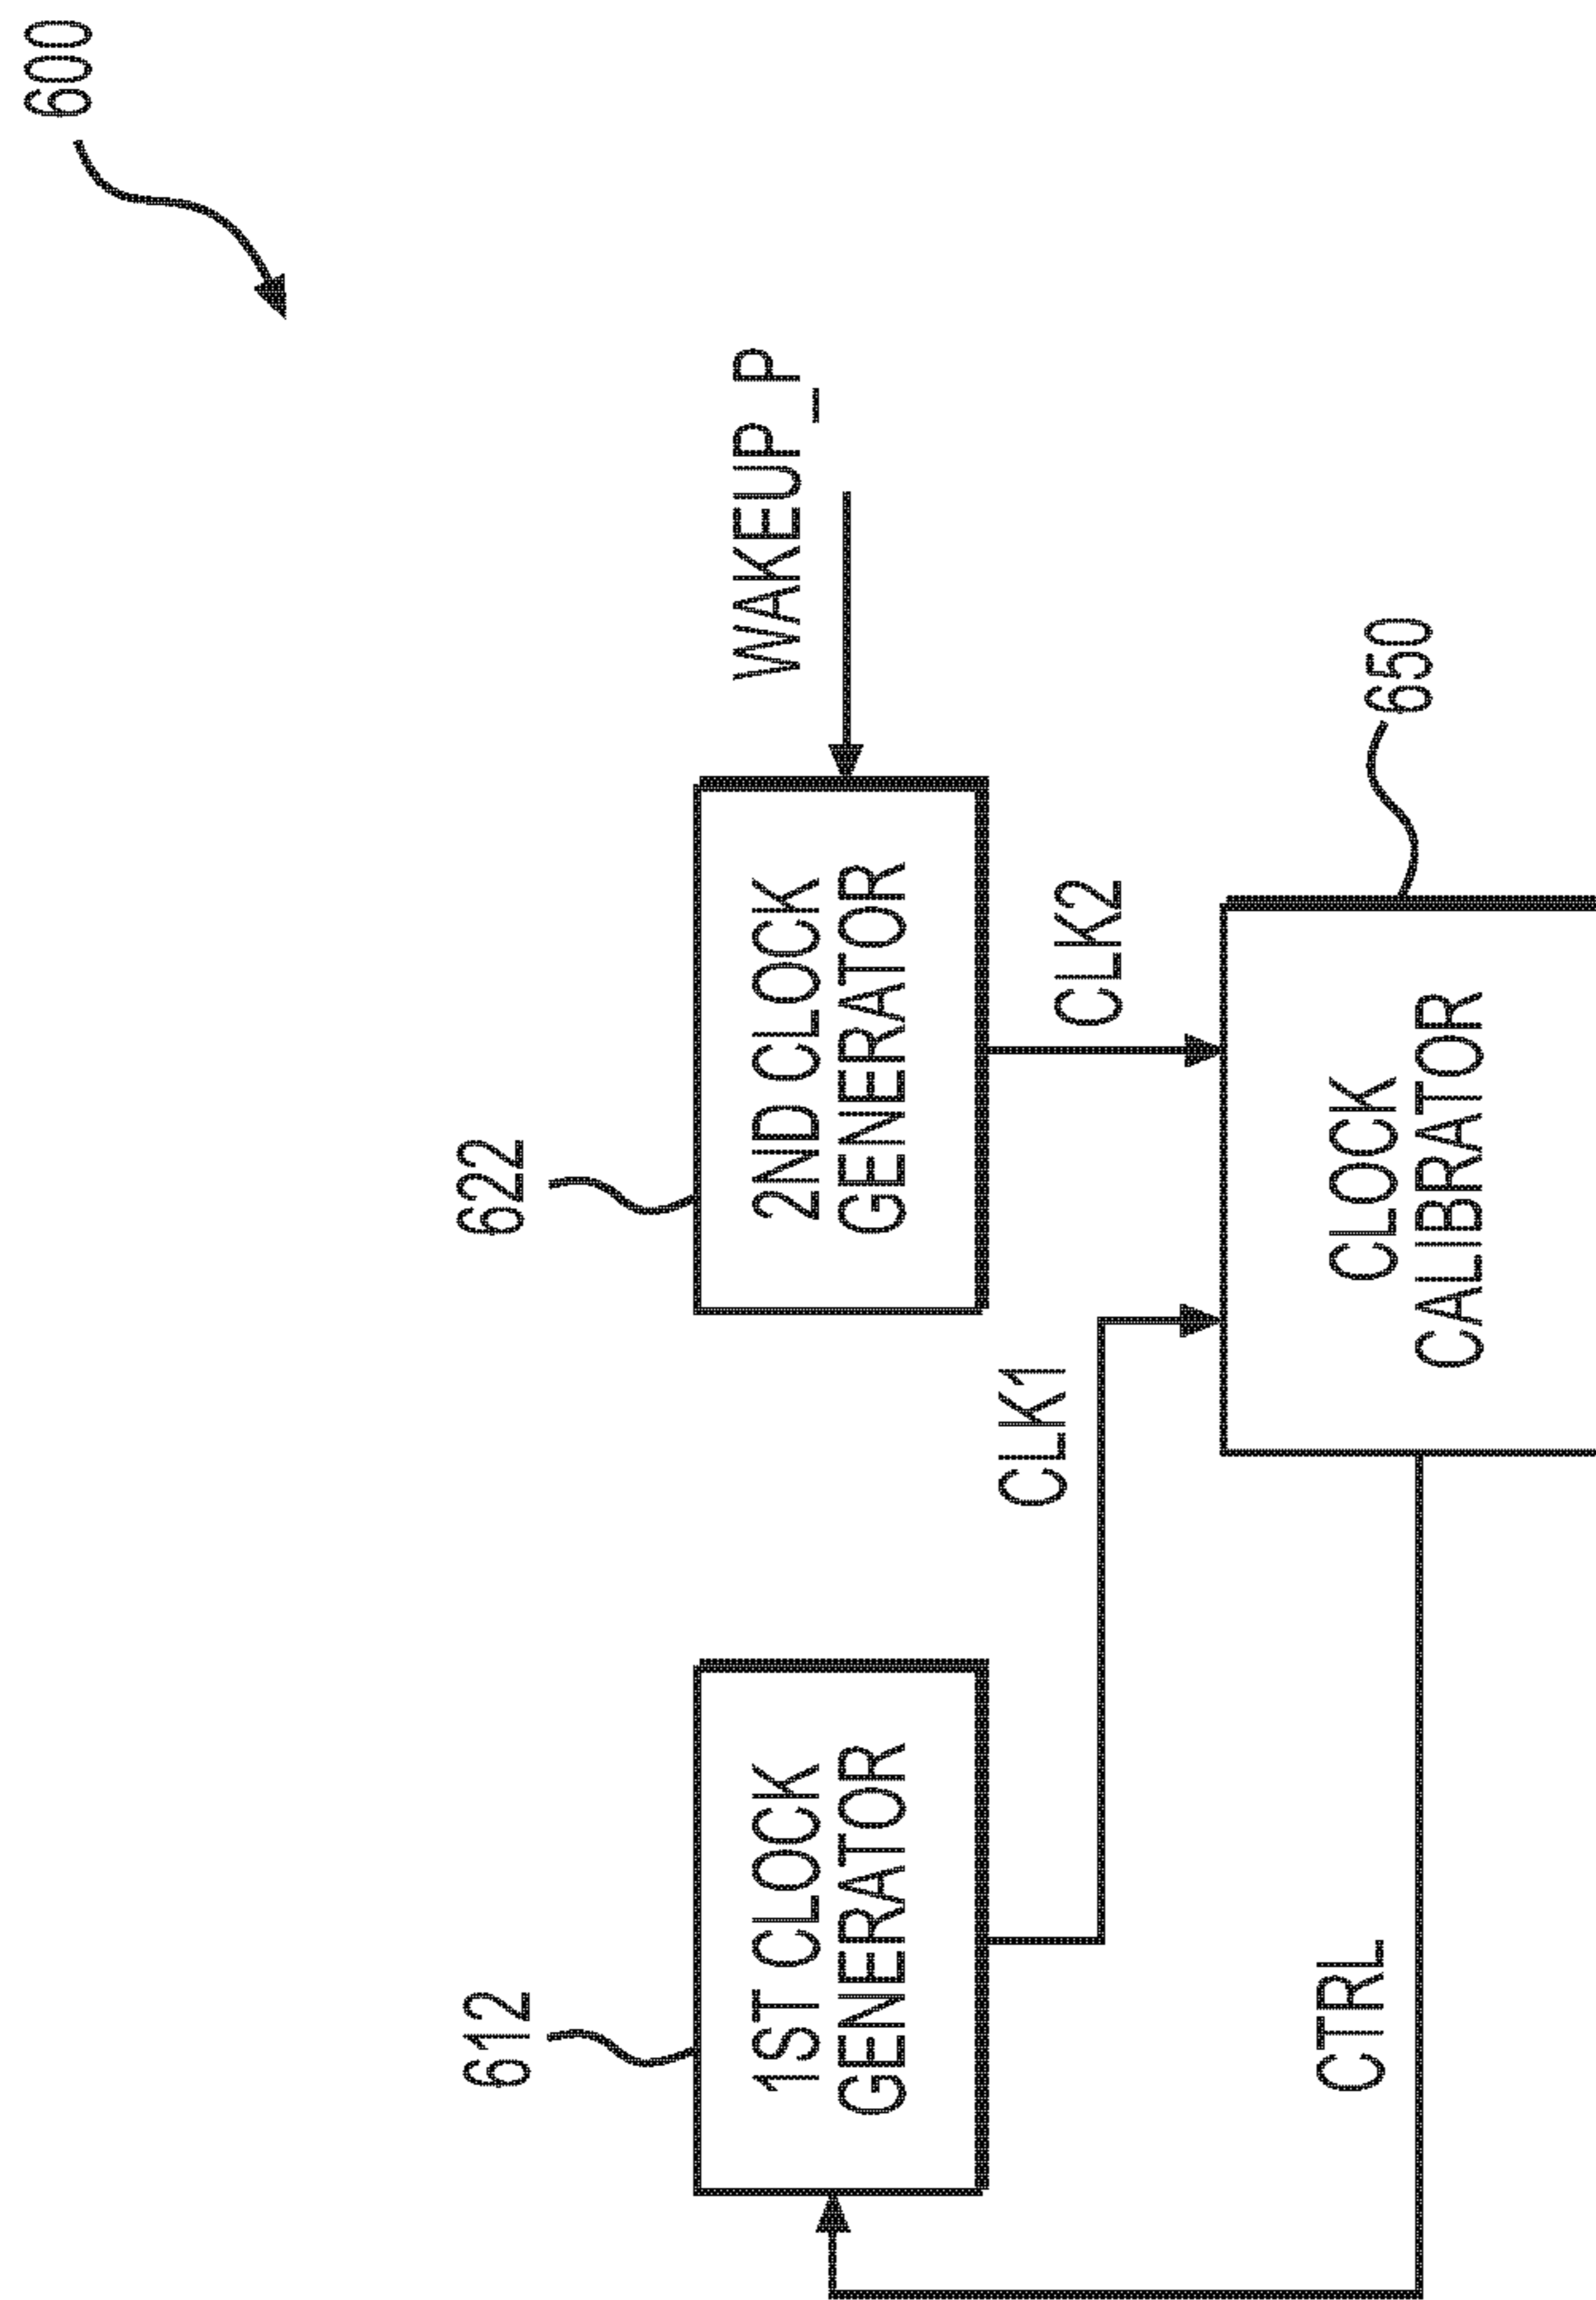 600
WAKEUP_P
622
2ND CLOCK
GENERATOR
CLK2
650
612
1ST CLOCK
GENERATOR
CLK1
CLOCK
CALIBRATOR
CTRL